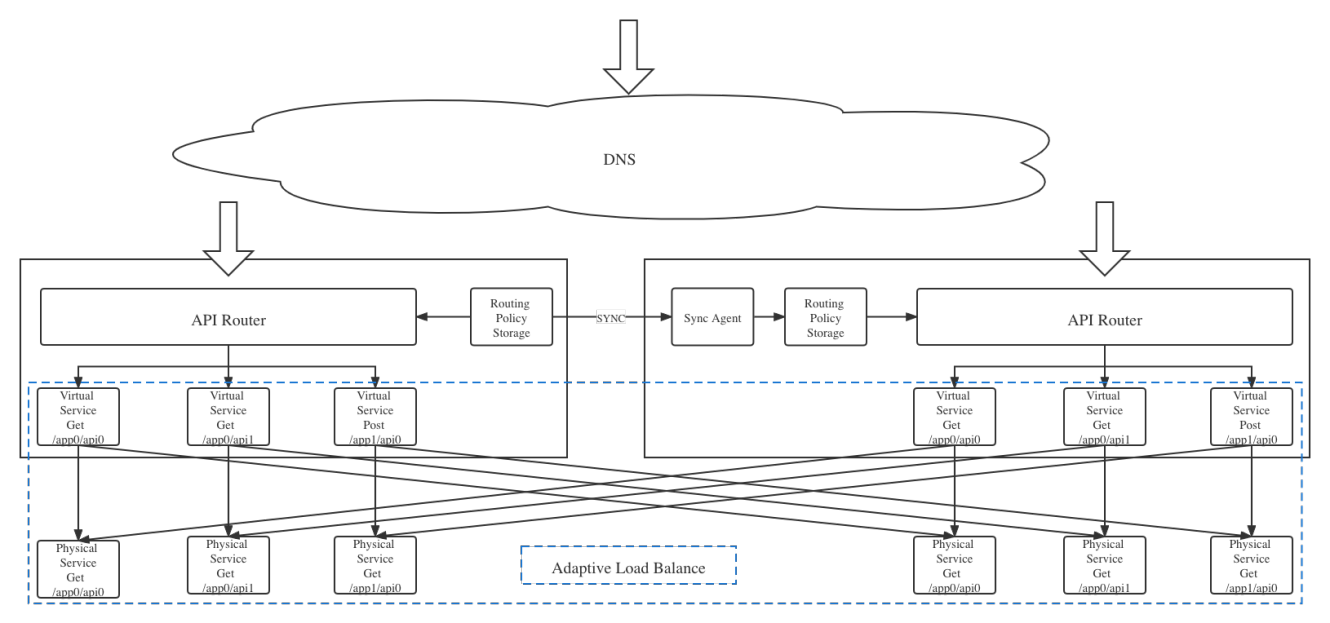 DNS
API Router
Routing
Policy
Storage
SYNC
Sync Agent
Routing
Policy
Storage
API Router
Virtual
Service
Get
/app0/api0
Virtual
Service
Get
/app0/api1
Virtual
Service
Post
/app1/api0
Virtual
Service
Get
/app0/api0
Virtual
Service
Get
/app0/api1
Virtual
Service
Post
/app1/api0
Physical
Service
Get
/app0/api0
Physical
Service
Get
/app0/api1
Physical
Service
Get
/app1/api0
Adaptive Load Balance
Physical
Service
Get
/app0/api0
Physical
Service
Get
/app0/api1
Physical
Service
Get
/app1/api0